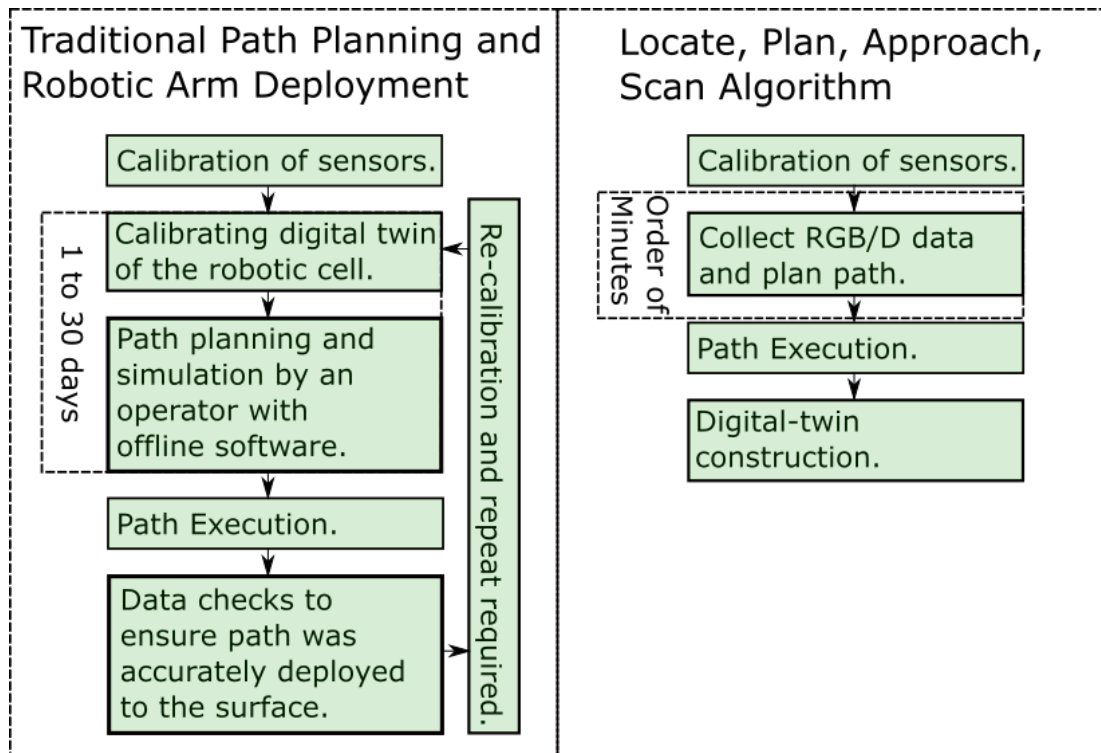 Traditional Path Planning and
Robotic Arm Deployment
Calibration of sensors.
1 to 30 days
Calibrating digital twin
of the robotic cell.
Path planning and
simulation by an
operator with
offline software.
Path Execution.
Data checks to
ensure path was
accurately deployed
to the surface.
Re-calibration and repeat required.
Locate, Plan, Approach,
Scan Algorithm
Calibration of sensors.
Order of
Minutes
Collect RGB/D data
and plan path.
Path Execution.
Digital-twin
construction.